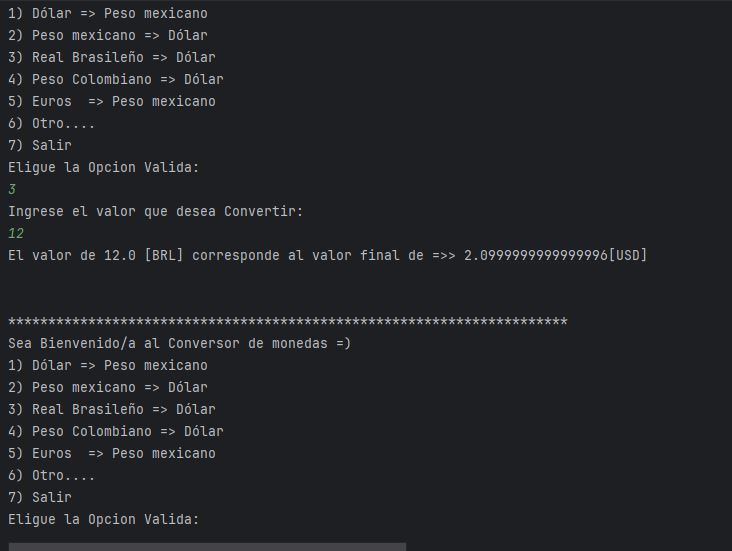 1) Dólar => Peso mexicano
2) Peso mexicano => Dólar
3) Real Brasileño => Dólar
4) Peso Colombiano => Dólar
5) Euros  => Peso mexicano
6) Otro....
7) Salir
Eligue la Opcion Valida:
3
Ingrese el valor que desea Convertir:
12
El valor de 12.0 [BRL] corresponde al valor final de =>> 2.0999999999999996[USD]
**********************************************************************
Sea Bienvenido/a al Conversor de monedas =)
1) Dólar => Peso mexicano
2) Peso mexicano => Dólar
3) Real Brasileño => Dólar
4) Peso Colombiano => Dólar
5) Euros  => Peso mexicano
6) Otro....
7) Salir
Eligue la Opcion Valida: